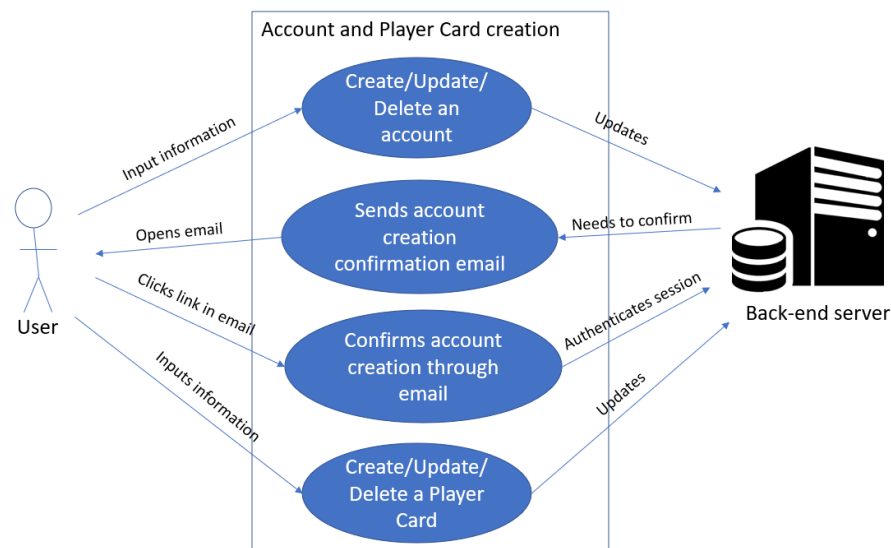 Account and Player Card creation
Create/Update/
Delete an
account
Input information
Updates
Sends account
creation
confirmation email
Opens email
Needs to confirm
Clicks link in email
User
Confirms account
creation through
email
Authenticates session
Back-end server
Inputs information
Updates
Create/Update/
Delete a Player
Card